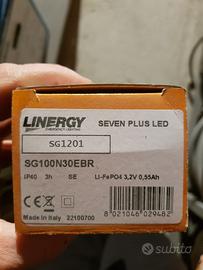 LINERGY
EMERGENCY LIGHTING
SEVEN PLUS LED
SG1201
SG100N30EBR
IP40 3h SE Li-FePO4 3,2V 0,55Ah
Made in Italy 22100700
8 021046 029482
subito